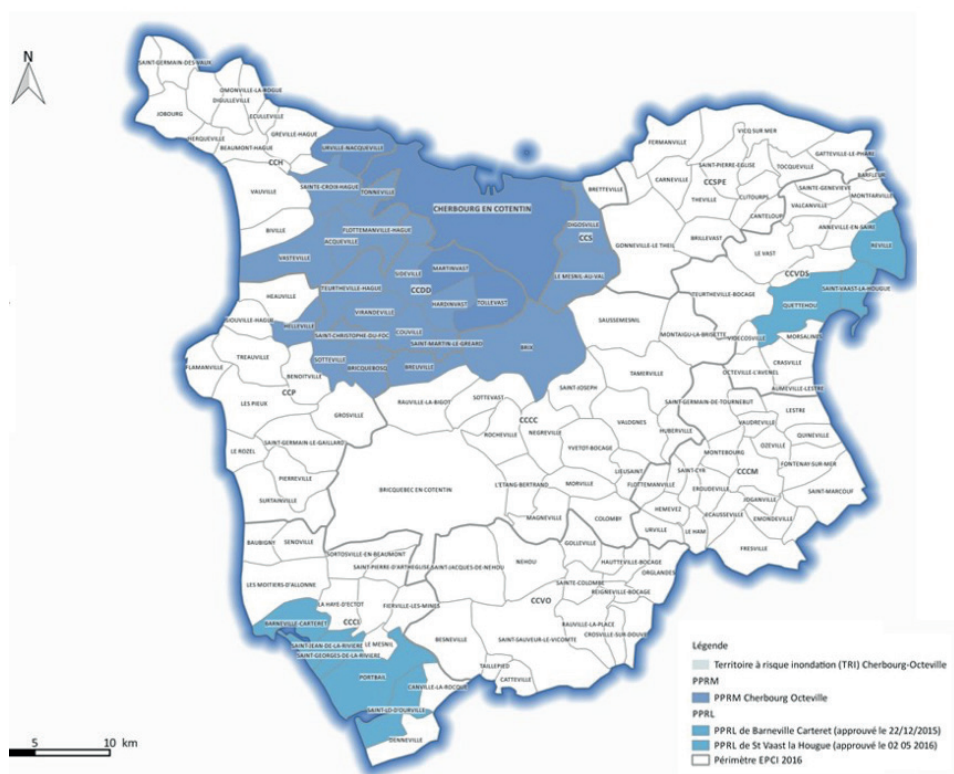 N
SAINT-GERMAIN-DES-VAUX
OMONVILLE-LA-ROGUE
DIGULLEVILLE
ECULLEVILLE
JOBOURG
HERQUEVILLE
BEAUMONT-HAGUE
GREVILLE-HAGUE
CCH
URVILLE-NACQUEVILLE
VAUVILLE
SAINTE-CROIX-HAGUE
TONNEVILLE
BIVILLE
CHERBOURG EN COTENTIN
FLOTTEMANVILLE-HAGUE
ACQUEVILLE
VASTEVILLE
SIDEVILLE
MARTINVAST
TEURTHEVILLE-HAGUE
CCDD
HARDINVAST
TOLLEVAST
VIRANDEVILLE
HEAUVILLE
HELLEVILLE
SIOUVILLE-HAGUE
SAINT-CHRISTOPHE-DU-FOC
COUVILLE
SAINT-MARTIN-LE-GREARD
BRIX
SOTTEVILLE
BRICQUEBOSQ
BREUVILLE
TREAUVILLE
FLAMANVILLE
BENOITVILLE
CCP
LES PIEUX
GROSVILLE
SAINT-GERMAIN-LE-GAILLARD
LE ROZEL
PIERREVILLE
SURTAINVILLE
FERMANVILLE
VICQ SUR MER
GATTEVILLE-LE-PHARE
SAINT-PIERRE-EGLISE
TOCQUEVILLE
CARNEVILLE
CCSPE
BARFLEUR
BRETTEVILLE
THEVILLE
CLITOURPS
SAINTE-GENEVIEVE
MONTFARVILLE
VALCANVILLE
CANTELOUP
DIGOSVILLE
CCS
GONNEVILLE-LE THEIL
BRILLEVAST
ANNEVILLE-EN SAIRE
LE VAST
REVILLE
LE MESNIL-AU-VAL
CCVDS
SAINT-VAAST-LA-HOUGUE
TEURTHEVILLE-BOCAGE
QUETTEHOU
SAUSSEMESNIL
MONTAIGU-LA-BRISETTE
VIDECOSVILLE
MORSALINES
CRASVILLE
OCTEVILLE-L'AVENEL
AUMEVILLE-LESTRE
TAMERVILLE
SAINT-JOSEPH
SAINT-GERMAIN-DE-TOURNEBUT
LESTRE
RAUVILLE-LA-BIGOT
SOTTEVAST
CCCC
VALOGNES
VAUDREVILLE
QUINEVILLE
ROCHEVILLE
NEGREVILLE
HUBERVILLE
OZEVILLE
YVETOT-BOCAGE
MONTEBOURG
FONTENAY-SUR-MER
LIEUSAINT
SAINT-CYR
CCCM
BRICQUEBEC EN COTENTIN
L'ETANG-BERTRAND
MORVILLE
FLOTTEMANVILLE
EROUDEVILLE
JOGANVILLE
SAINT-MARCOUF
MAGNEVILLE
COLOMBY
HEMEVEZ
ECAUSSEVILLE
EMONDEVILLE
URVILLE
LE HAM
FRESVILLE
BAUBIGNY
SENOVILLE
SORTOSVILLE-EN-BEAUMONT
SAINT-PIERRE-D'ARTHEGLISE
SAINT-JACQUES-DE-NEHOU
NEHOU
GOLLEVILLE
HAUTTEVILLE-BOCAGE
ORGLANDES
SAINTE-COLOMBE
REIGNEVILLE-BOCAGE
LES MOITIERS-D'ALLONNE
LA HAYE-D'ECTOT
FIERVILLE-LES-MINES
CCVO
RAUVILLE-LA-PLACE
BARNEVILLE-CARTERET
CCCI
CROSVILLE-SUR-DOUVE
SAINT-JEAN-DE-LA-RIVIERE
LE MESNIL
BESNEVILLE
SAINT-SAUVEUR-LE-VICOMTE
SAINT-GEORGES-DE-LA-RIVIERE
TAILLEPIED
PORTBAIL
CATTEVILLE
CANVILLE-LA-ROCQUE
SAINT-LO-D'OURVILLE
DENNEVILLE
5 10 km
Légende
Territoire à risque inondation (TRI) Cherbourg-Octeville
PPRM
PPRM Cherbourg Octeville
PPRL
PPRL de Barneville Carteret (approuvé le 22/12/2015)
PPRL de St Vaast la Hougue (approuvé le 02 05 2016)
Périmètre EPCI 2016